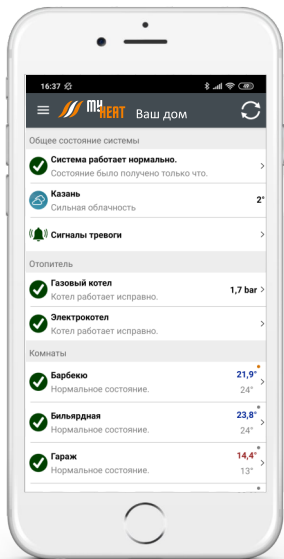 16:37
MY HEAT Ваш дом
Общее состояние системы
Система работает нормально.
Состояние было получено только что.
Казань
2°
Сильная облачность
Сигналы тревоги
Отопитель
Газовый котел
1,7 bar
Котел работает исправно.
Электрокотел
Котел работает исправно.
Комнаты
Барбекю
21,9°
Нормальное состояние.
24°
Бильярдная
23,8°
Нормальное состояние.
24°
Гараж
14,4°
Нормальное состояние.
13°